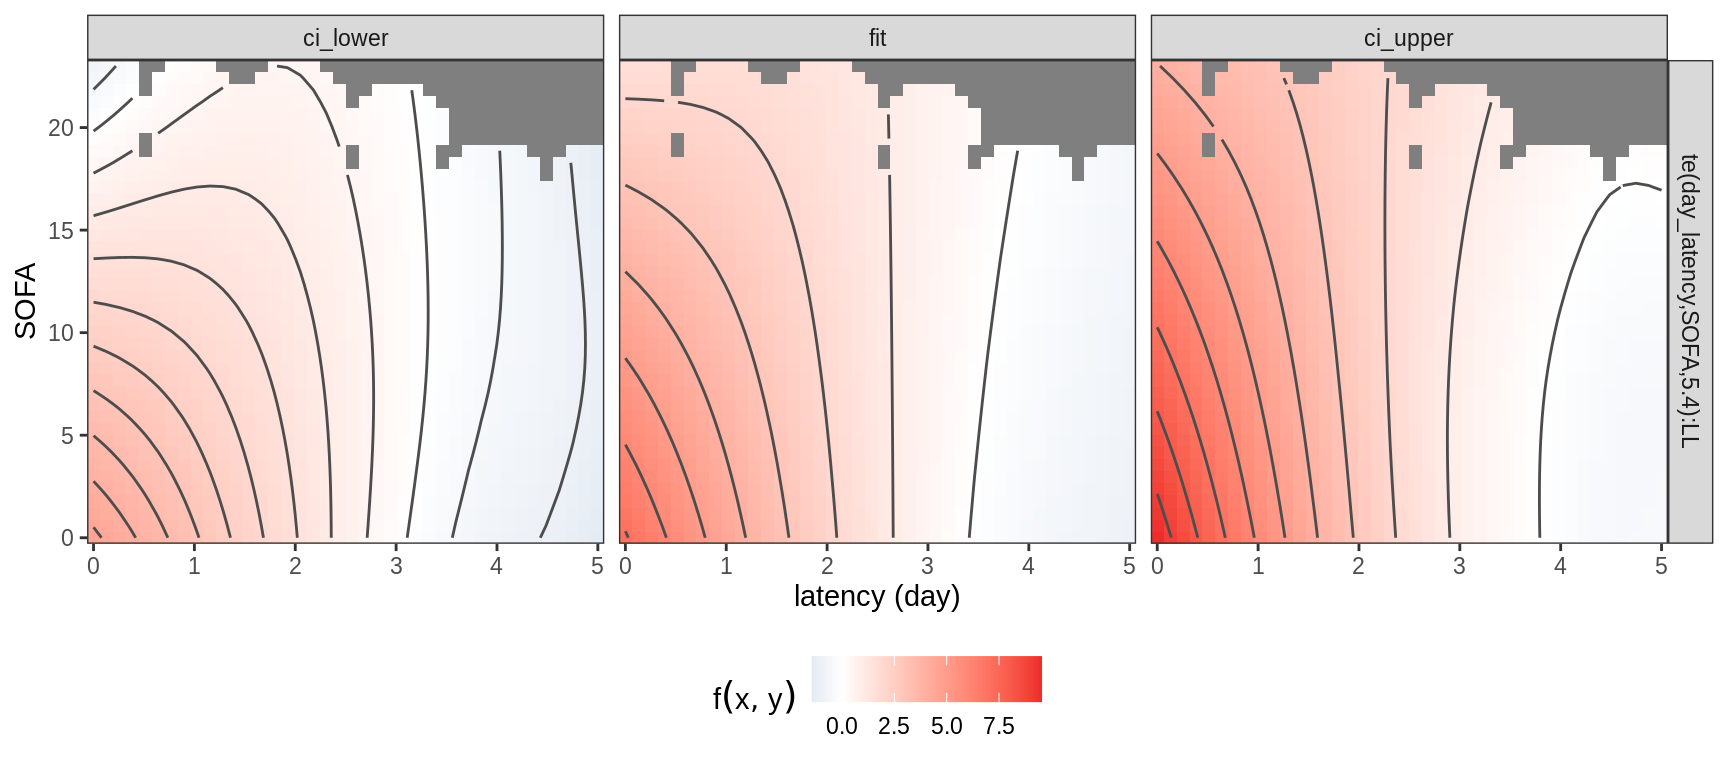 ci_lower
fit
ci_upper
te(day_latency,SOFA,5.4):LL
SOFA
20
15
10
5
0
0 1 2 3 4 5
0 1 2 3 4 5
0 1 2 3 4 5
latency (day)
f(x, y)
0.0 2.5 5.0 7.5